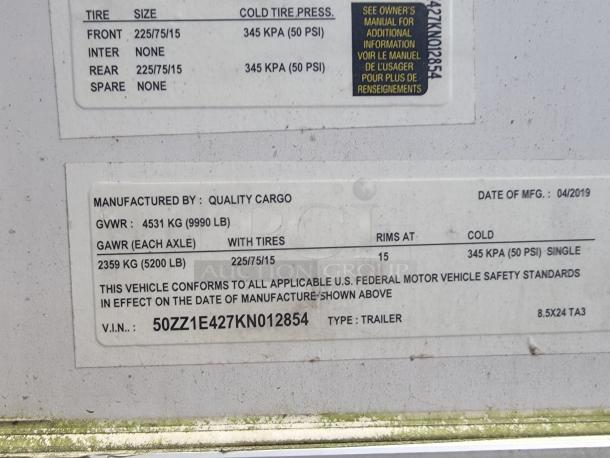 TIRE SIZE COLD TIRE PRESS.
FRONT 225/75/15 345 KPA (50 PSI)
INTER NONE
REAR 225/75/15 345 KPA (50 PSI)
SPARE NONE
SEE OWNER'S
MANUAL FOR
ADDITIONAL
INFORMATION
VOIR LE MANUEL
DE L'USAGER
POUR PLUS DE
RENSEIGNEMENTS
427KN012854
MANUFACTURED BY : QUALITY CARGO DATE OF MFG. : 04/2019
GVWR : 4531 KG (9990 LB)
GAWR (EACH AXLE) WITH TIRES RIMS AT COLD
2359 KG (5200 LB) 225/75/15 15 345 KPA (50 PSI) SINGLE
AUCTION GROUP
THIS VEHICLE CONFORMS TO ALL APPLICABLE U.S. FEDERAL MOTOR VEHICLE SAFETY STANDARDS
IN EFFECT ON THE DATE OF MANUFACTURE SHOWN ABOVE
V.I.N.: 50ZZ1E427KN012854 TYPE : TRAILER 8.5X24 TA3